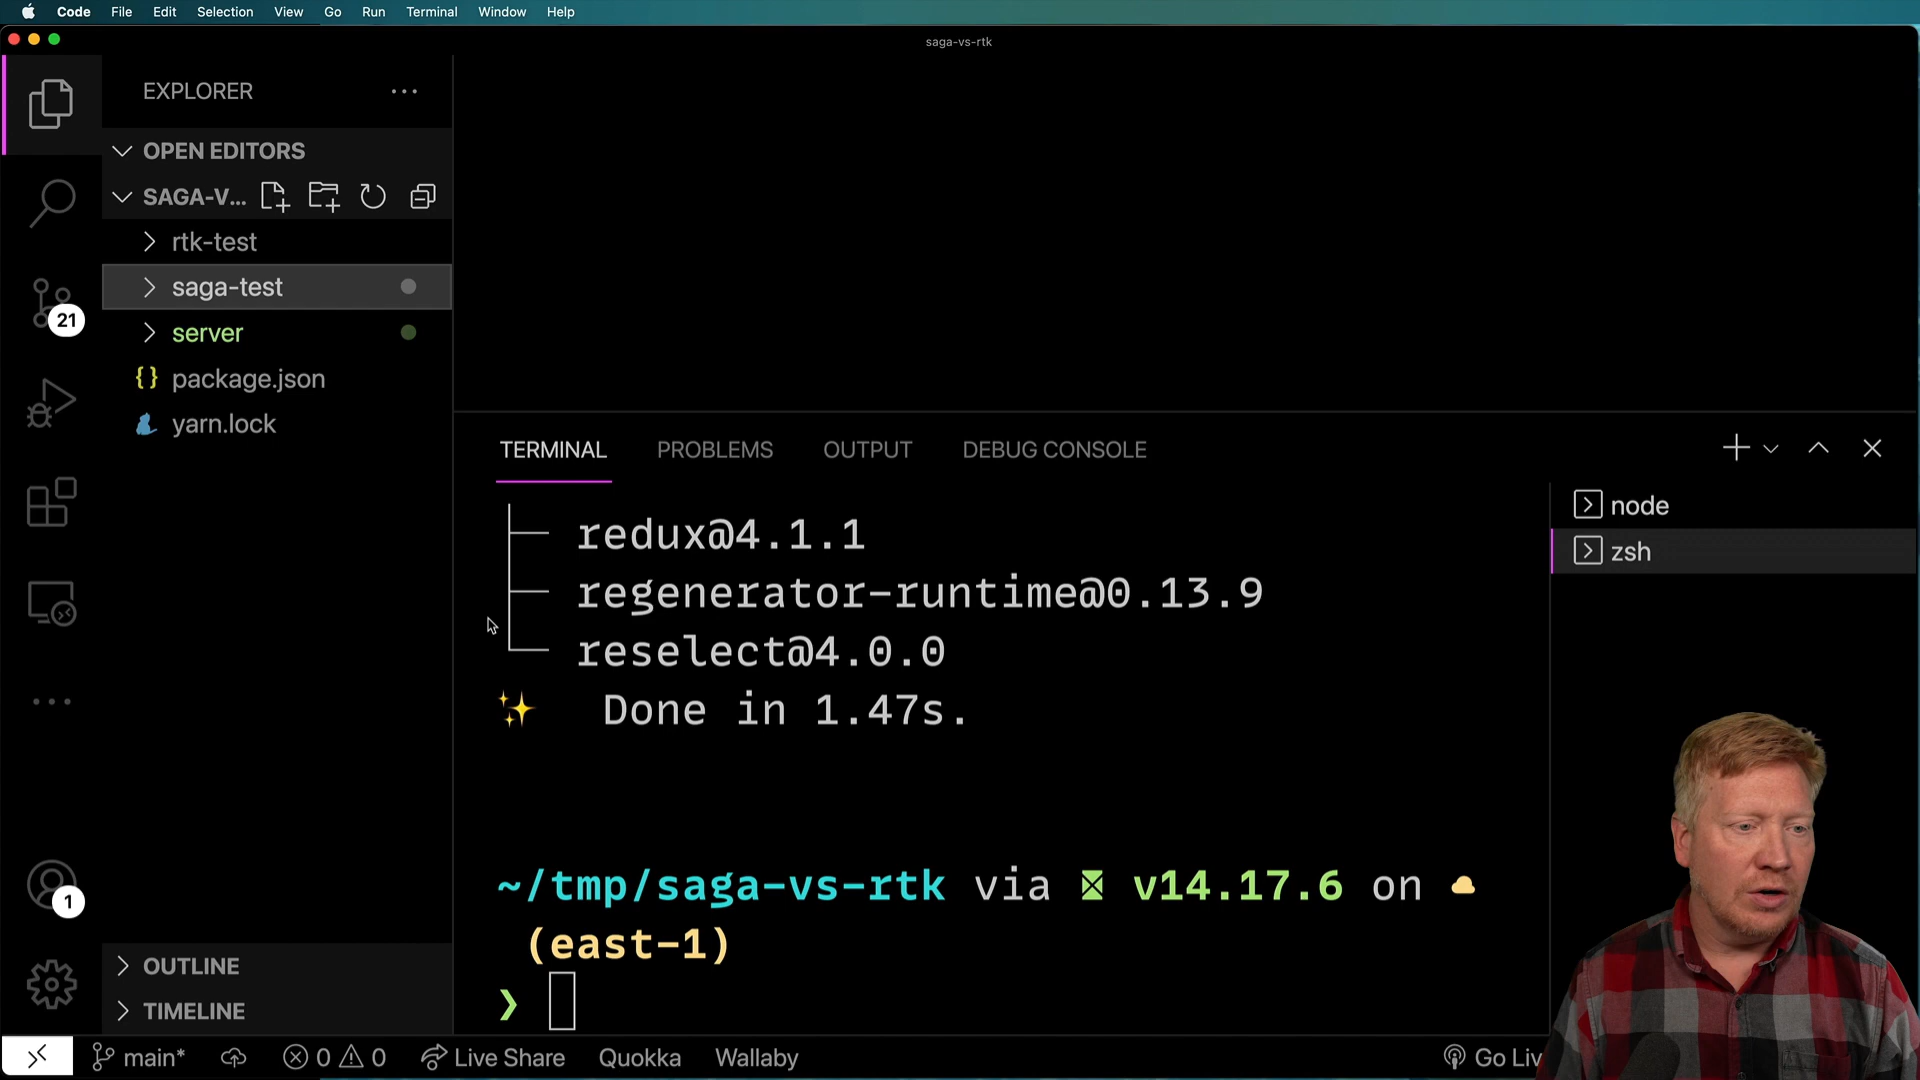 Code File Edit Selection View Go Run Terminal Window Help
saga-vs-rtk
EXPLORER
OPEN EDITORS
SAGA-V...
rtk-test
saga-test
server
{} package.json
yarn.lock
21
1
OUTLINE
TIMELINE
TERMINAL PROBLEMS OUTPUT DEBUG CONSOLE
node
zsh
redux@4.1.1
regenerator-runtime@0.13.9
reselect@4.0.0
Done in 1.47s.
~/tmp/saga-vs-rtk via v14.17.6 on
(east-1)
❯
main* 0 0 Live Share Quokka Wallaby Go Liv